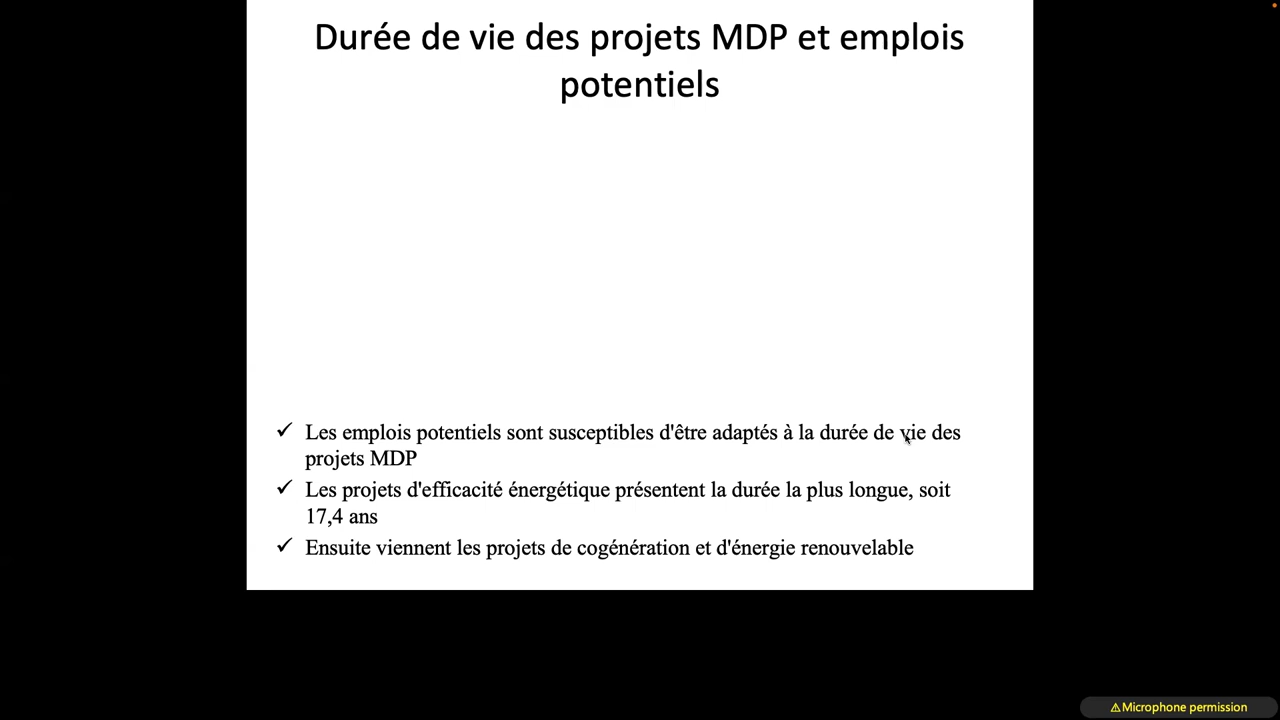 Durée de vie des projets MDP et emplois
potentiels
✓ Les emplois potentiels sont susceptibles d'être adaptés à la durée de vie des
projets MDP
✓ Les projets d'efficacité énergétique présentent la durée la plus longue, soit
17,4 ans
✓ Ensuite viennent les projets de cogénération et d'énergie renouvelable
⚠Microphone permission